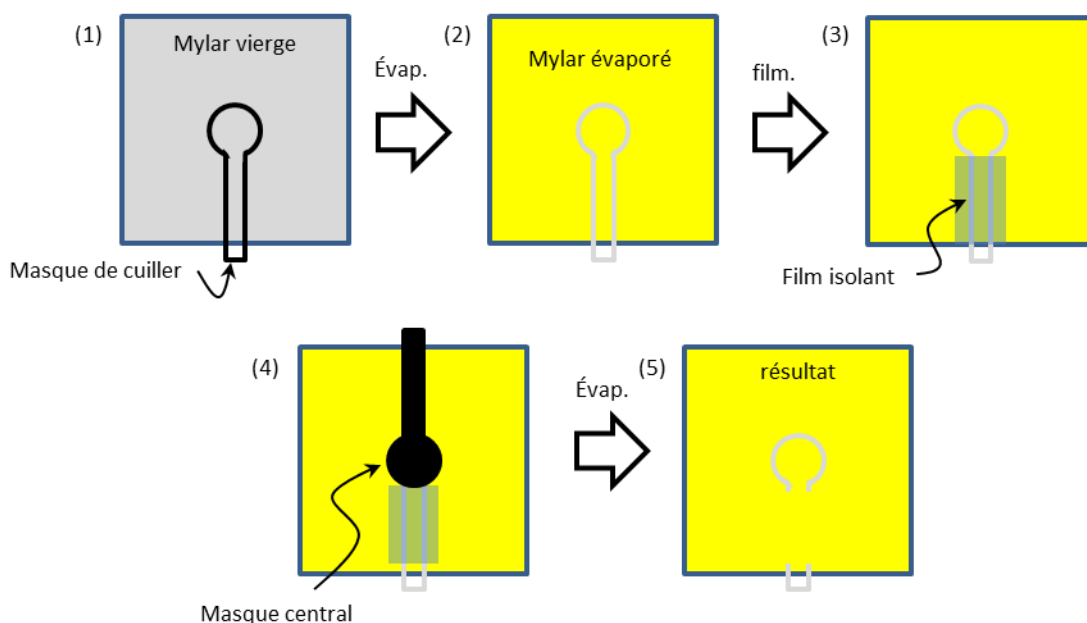 (1)
Mylar vierge
Évap.
(2)
Mylar évaporé
film.
(3)
Masque de cuiller
Film isolant
(4)
Évap.
(5)
résultat
Masque central